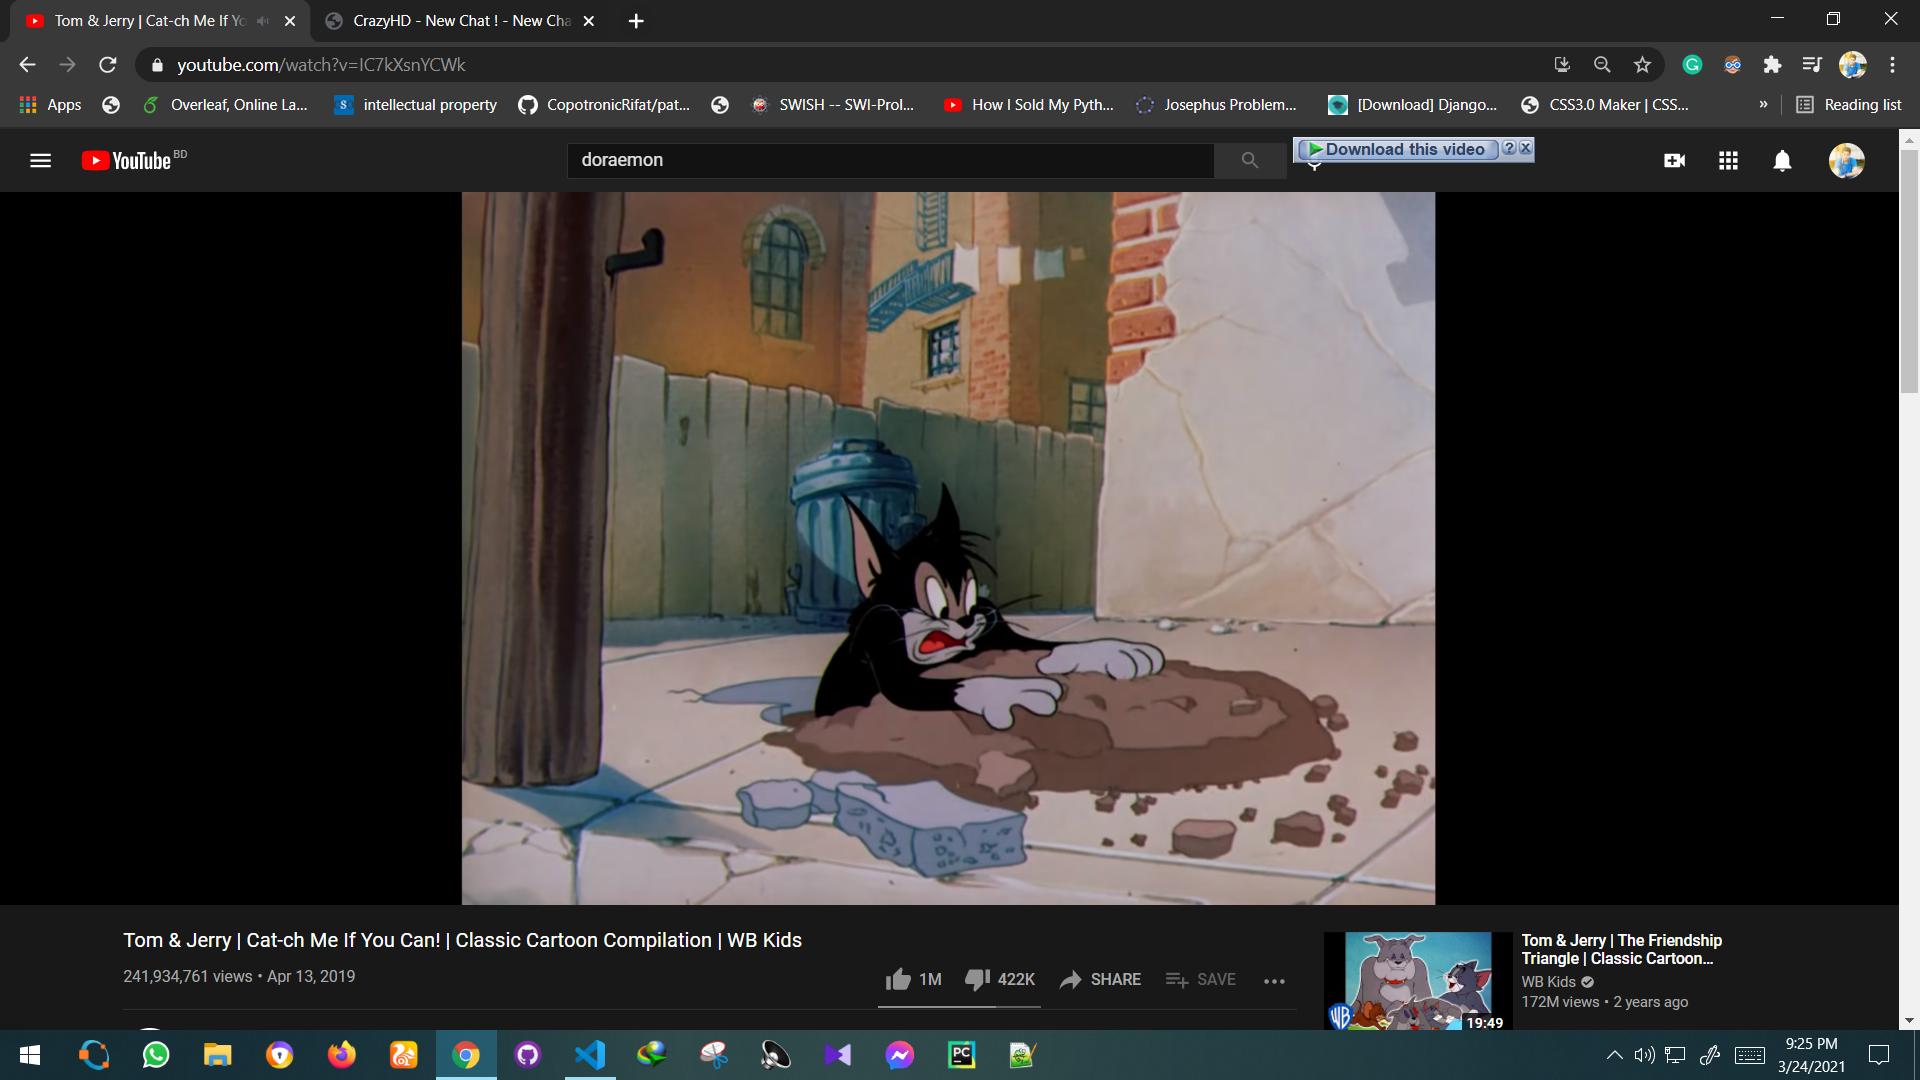 Tom & Jerry | Cat-ch Me If Yo
CrazyHD - New Chat ! - New Cha
youtube.com/watch?v=IC7kXsnYCWk
Apps
Overleaf, Online La...
intellectual property
CopotronicRifat/pat...
SWISH -- SWI-Prol...
How I Sold My Pyth...
Josephus Problem...
[Download] Django...
CSS3.0 Maker | CSS...
»
Reading list
YouTube BD
doraemon
Download this video
Tom & Jerry | Cat-ch Me If You Can! | Classic Cartoon Compilation | WB Kids
241,934,761 views • Apr 13, 2019
1M
422K
SHARE
SAVE
Tom & Jerry | The Friendship
Triangle | Classic Cartoon...
WB Kids
172M views • 2 years ago
WB
19:49
PC
9:25 PM
3/24/2021